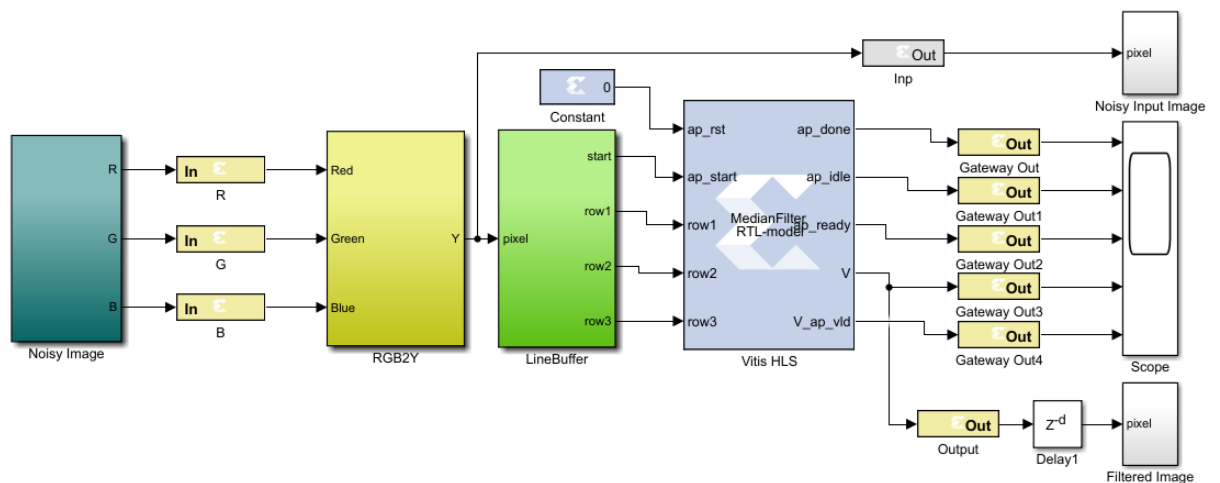 Out
Inp
pixel
Noisy Input Image
0
Constant
R
G
B
Noisy Image
In
R
In
G
In
B
Red
Green
Blue
Y
RGB2Y
pixel
start
row1
row2
row3
LineBuffer
ap_rst
ap_start
row1
row2
row3
MedianFilter
RTL-model
ap_done
ap_idle
ap_ready
V
V_ap_vld
Vitis HLS
Out
Gateway Out
Out
Gateway Out1
Out
Gateway Out2
Out
Gateway Out3
Out
Gateway Out4
Scope
Out
Output
Z-d
Delay1
pixel
Filtered Image